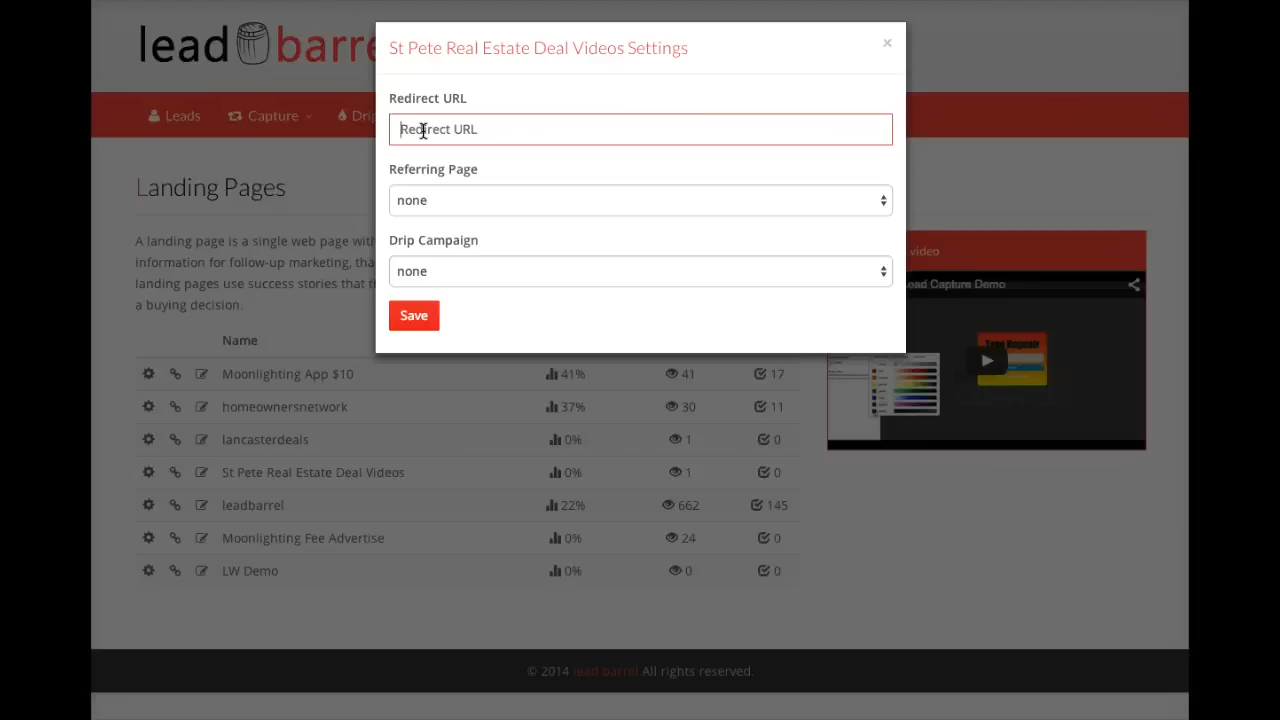 lead barre
St Pete Real Estate Deal Videos Settings
×
Redirect URL
Redirect URL
Referring Page
none
Drip Campaign
none
Save
Leads
Capture
Drip
Landing Pages
A landing page is a single web page with
information for follow-up marketing, tha
landing pages use success stories that t
a buying decision.
video
ead Capture Demo
Name
Moonlighting App $10 41% 41 17
homeownersnetwork 37% 30 11
lancasterdeals 0% 1 0
St Pete Real Estate Deal Videos 0% 1 0
leadbarrel 22% 662 145
Moonlighting Fee Advertise 0% 24 0
LW Demo 0% 0 0
© 2014 lead barrel All rights reserved.